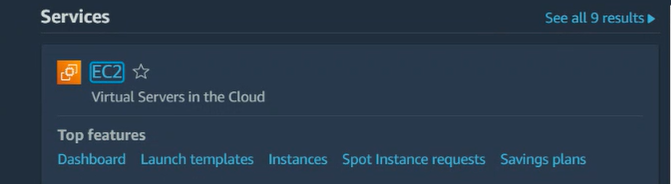 Services
See all 9 results
EC2
Virtual Servers in the Cloud
Top features
Dashboard Launch templates Instances Spot Instance requests Savings plans